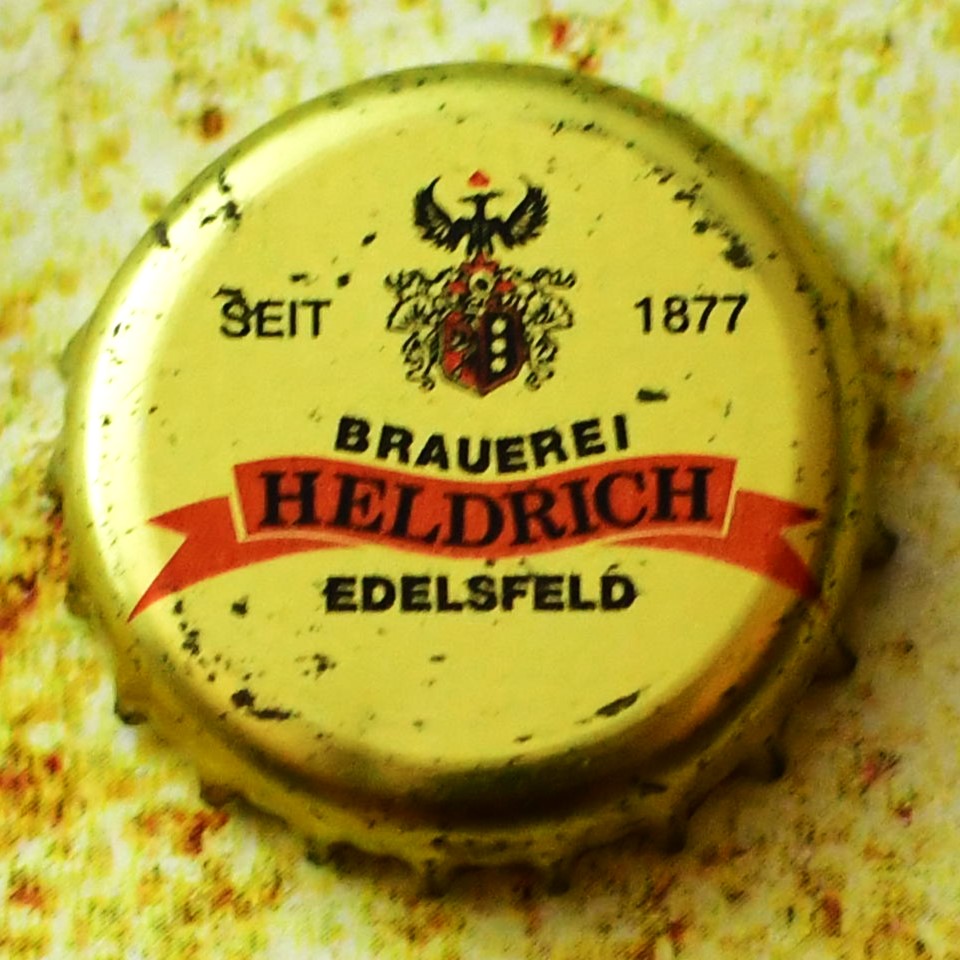 SEIT 1877
BRAUEREI
HELDRICH
EDELSFELD